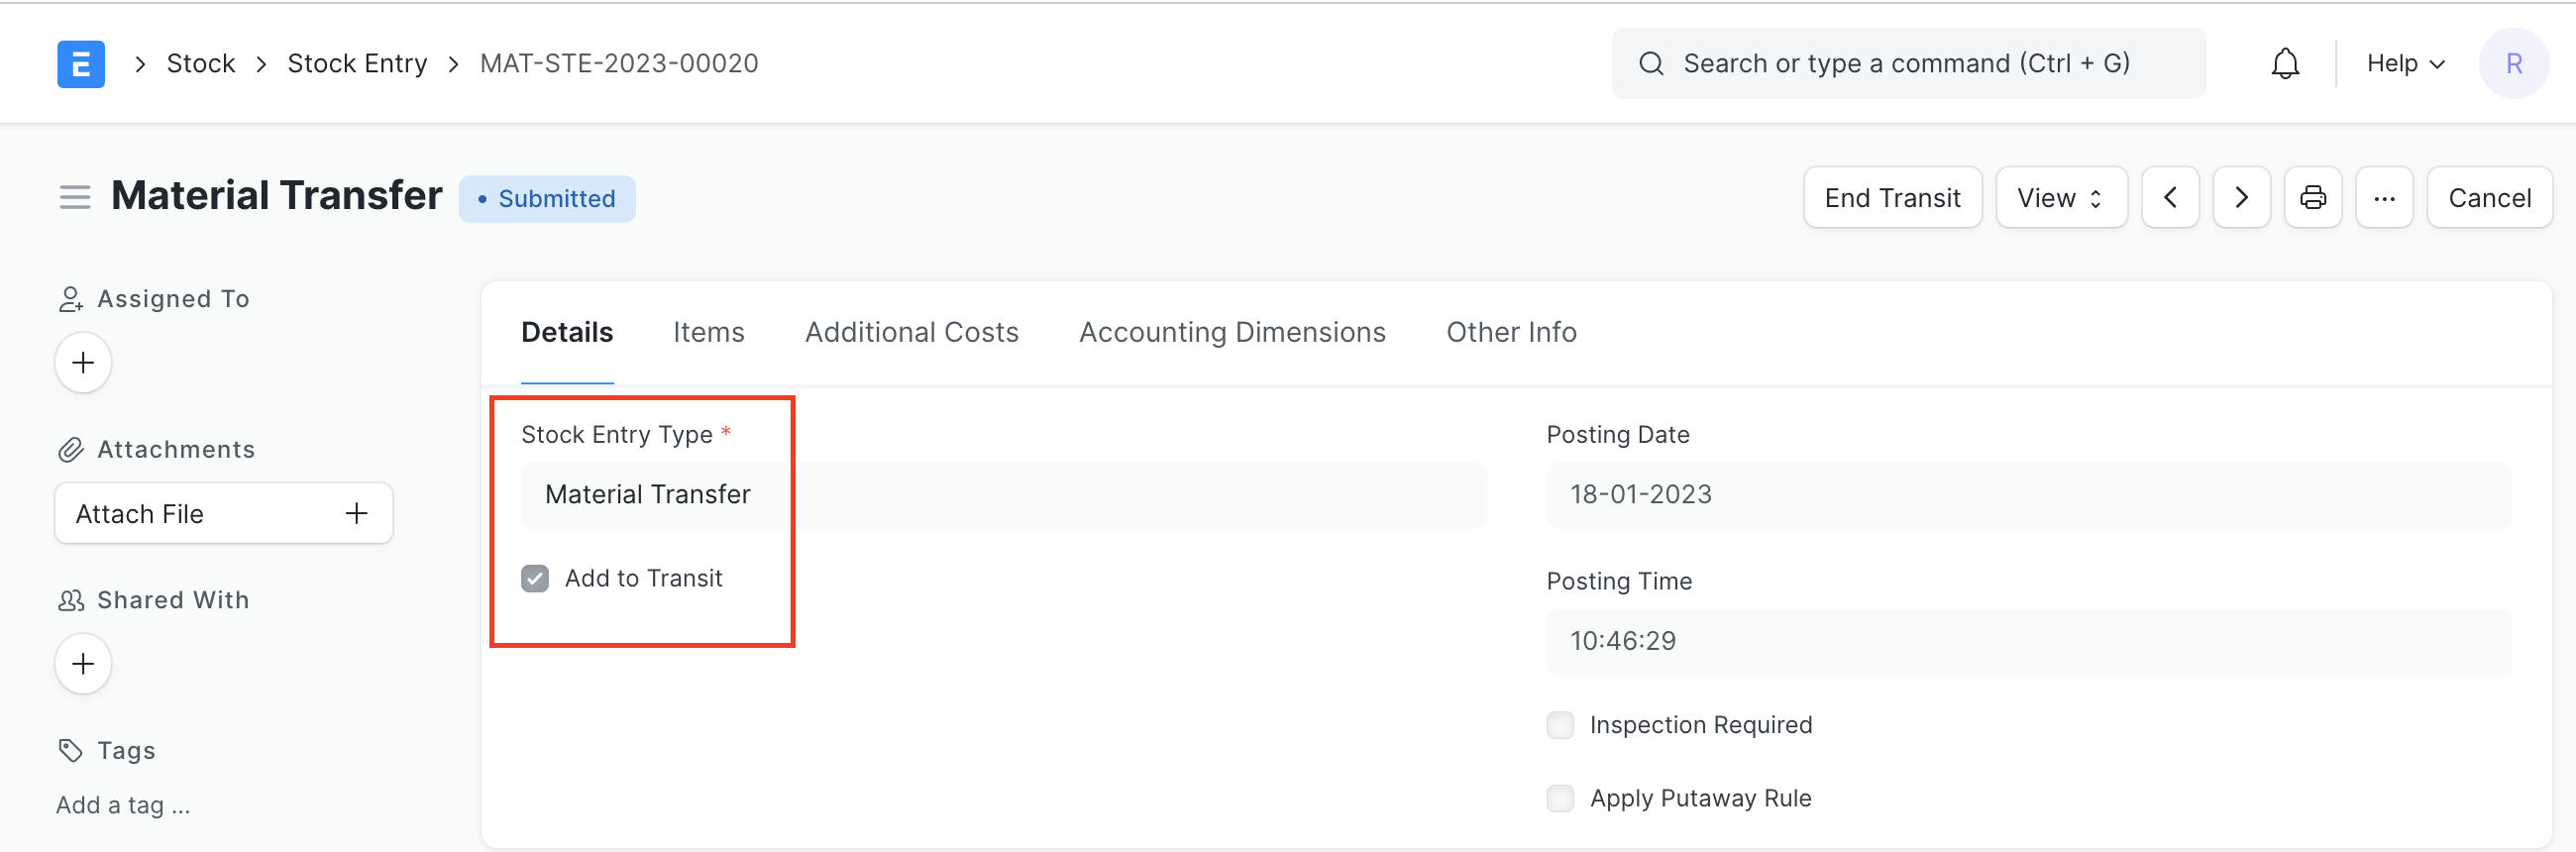 E > Stock > Stock Entry > MAT-STE-2023-00020
Search or type a command (Ctrl + G)
Help
R
Material Transfer
• Submitted
End Transit
View
...
Cancel
Assigned To
+
Attachments
Attach File +
Shared With
+
Tags
Add a tag ...
Details Items Additional Costs Accounting Dimensions Other Info
Stock Entry Type *
Material Transfer
Add to Transit
Posting Date
18-01-2023
Posting Time
10:46:29
Inspection Required
Apply Putaway Rule